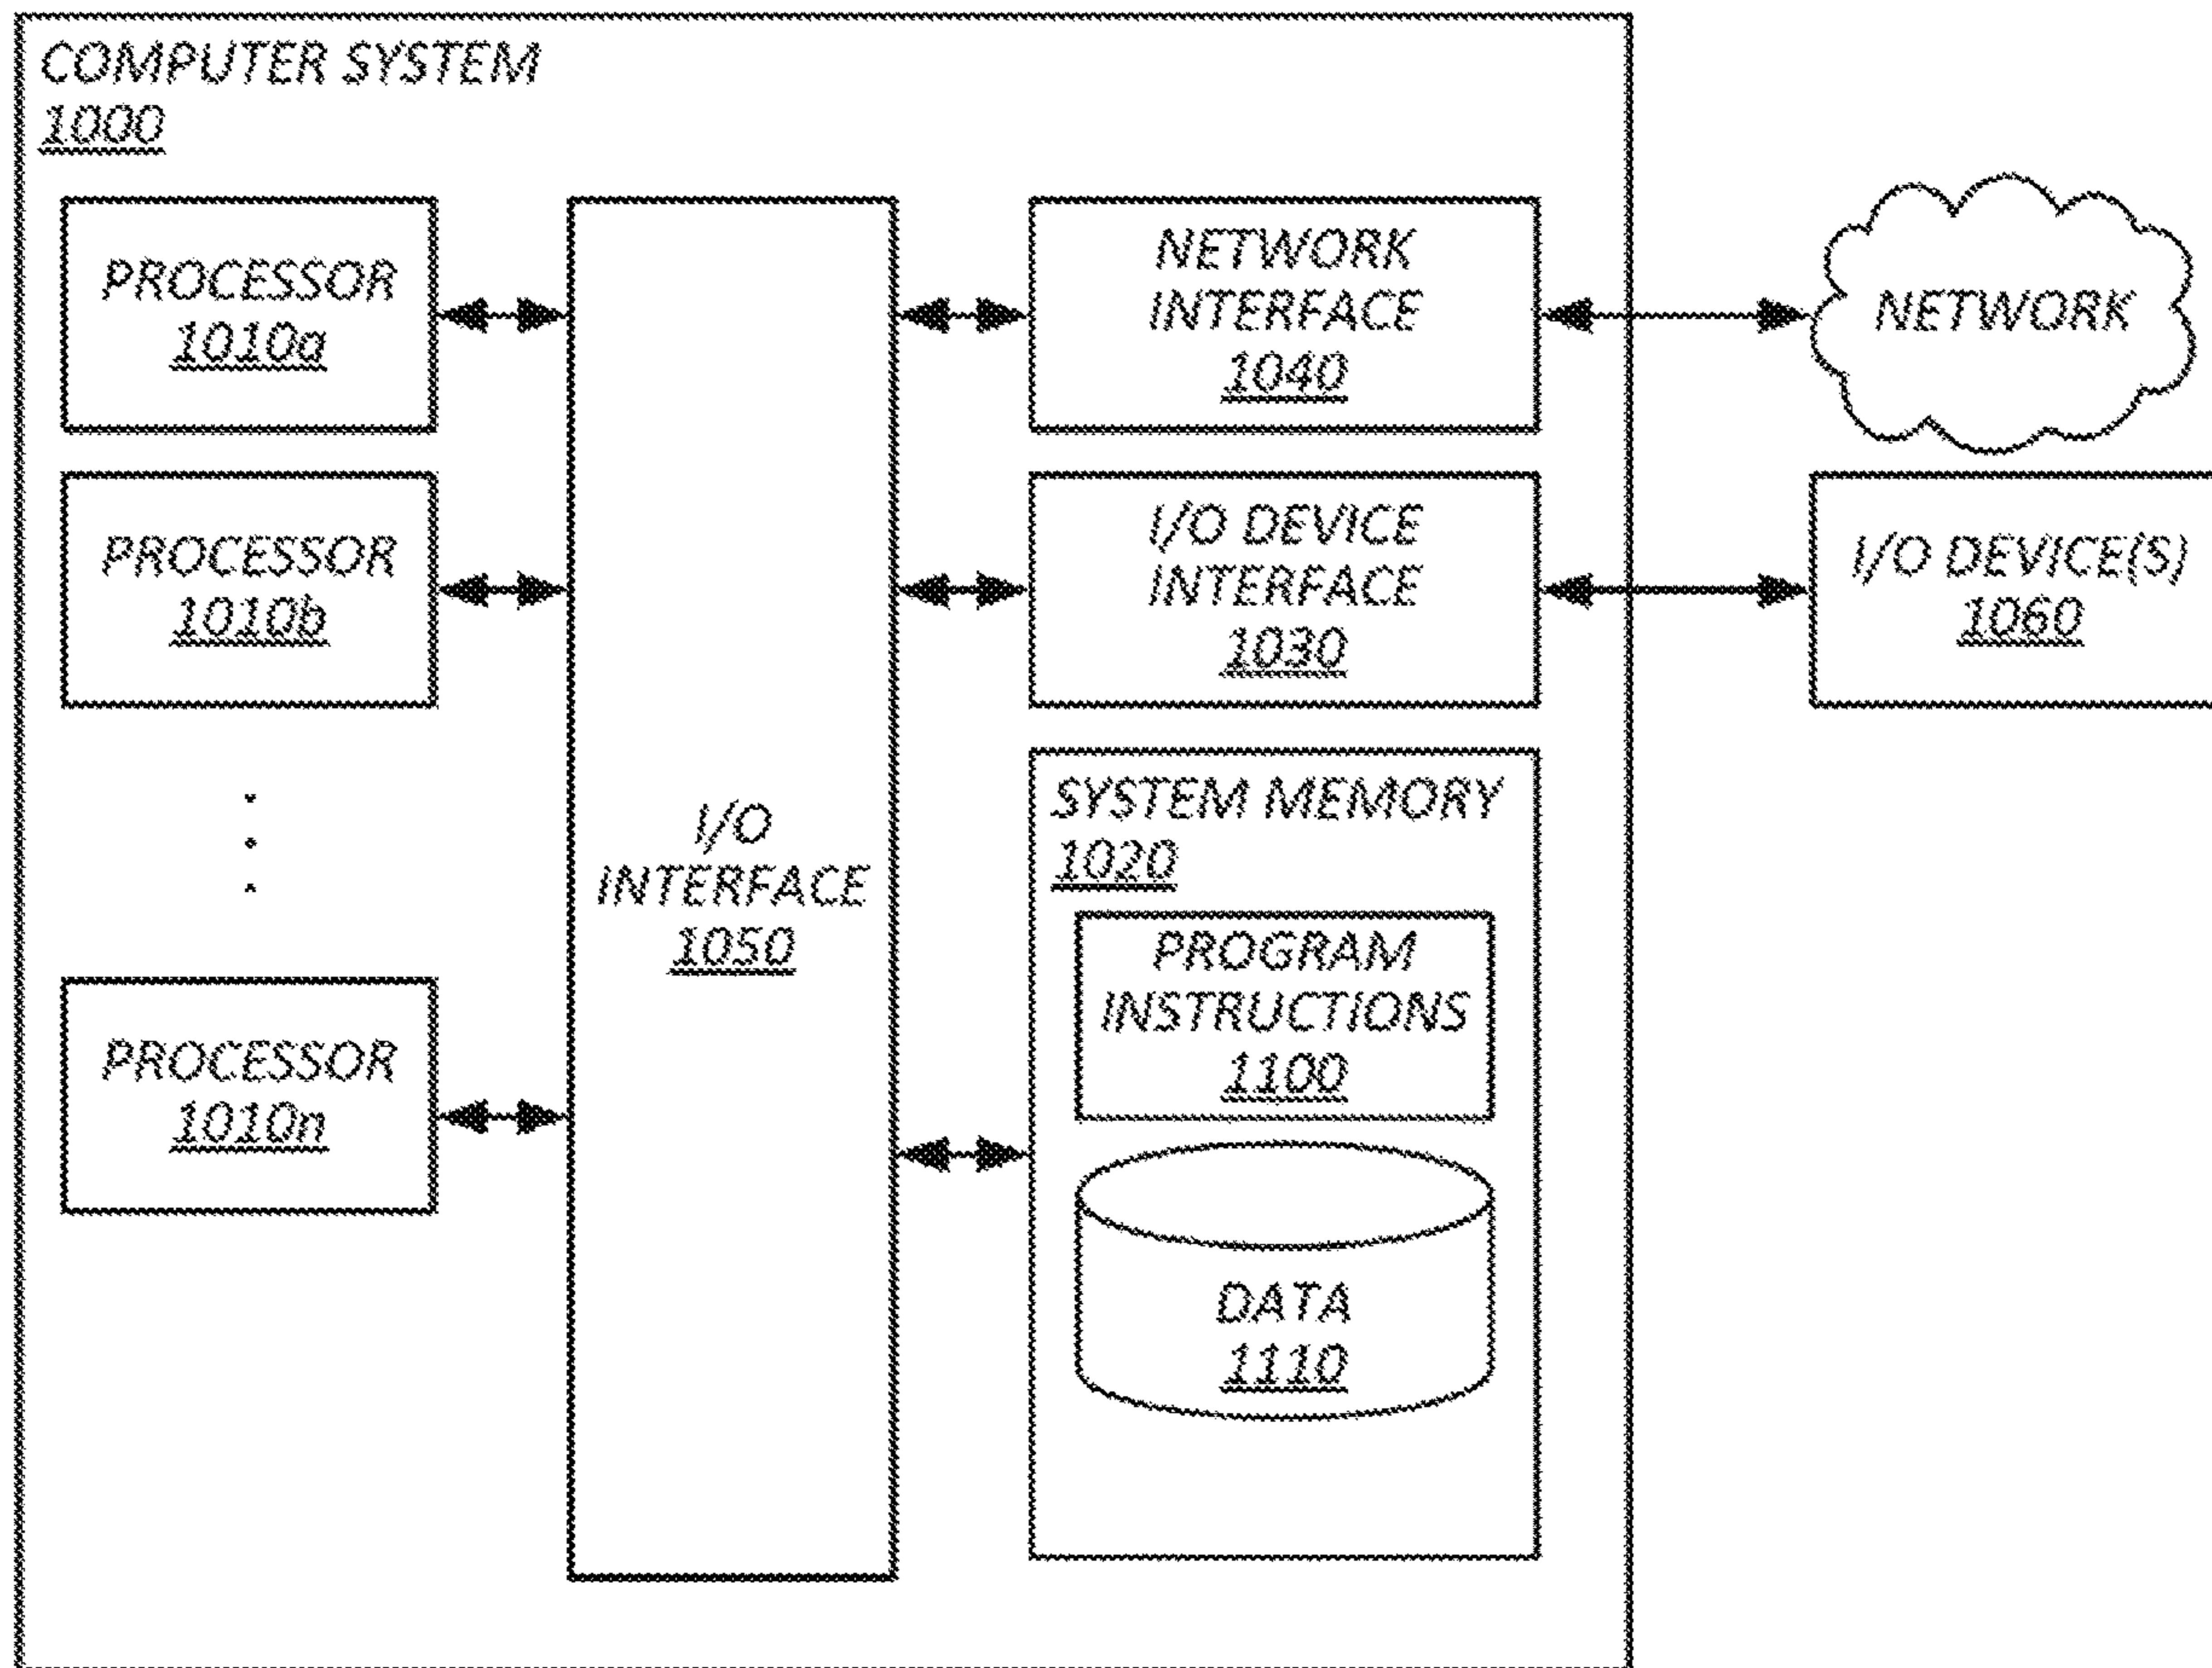 COMPUTER SYSTEM
1000
PROCESSOR
1010a
PROCESSOR
1010b
PROCESSOR
1010n
I/O
INTERFACE
1050
NETWORK
INTERFACE
1040
I/O DEVICE
INTERFACE
1030
SYSTEM MEMORY
1020
PROGRAM
INSTRUCTIONS
1100
DATA
1110
NETWORK
I/O DEVICE(S)
1060